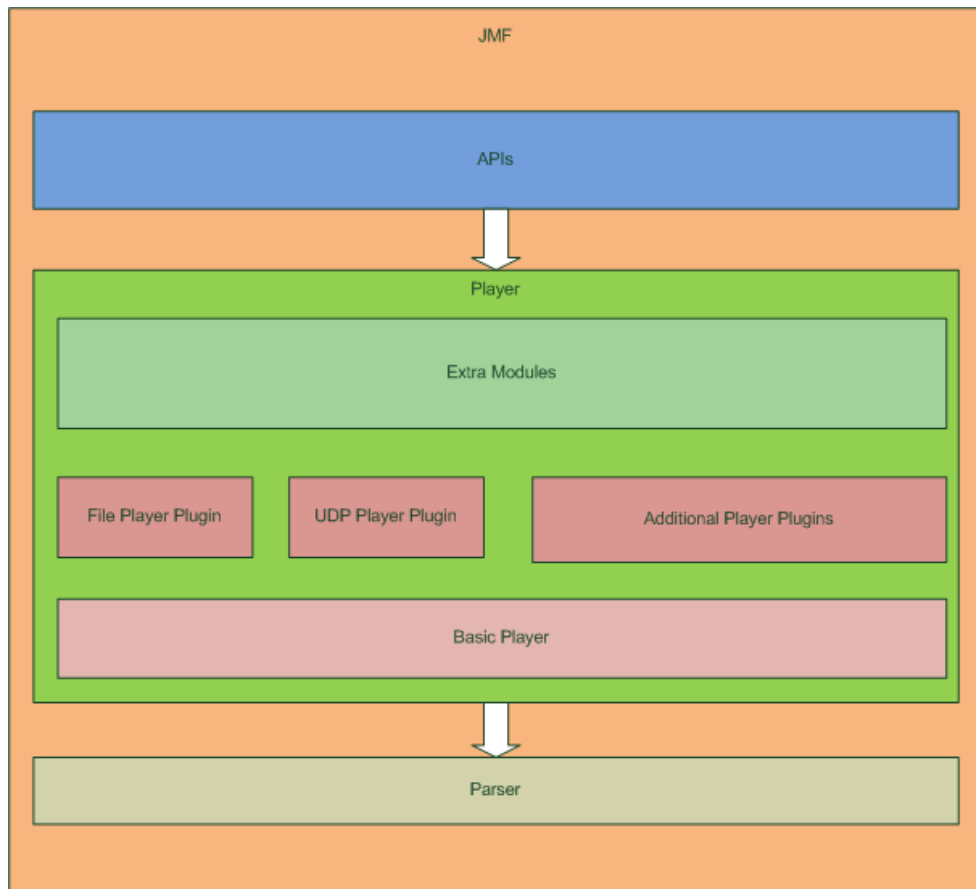 JMF
APIs
Player
Extra Modules
File Player Plugin
UDP Player Plugin
Additional Player Plugins
Basic Player
Parser